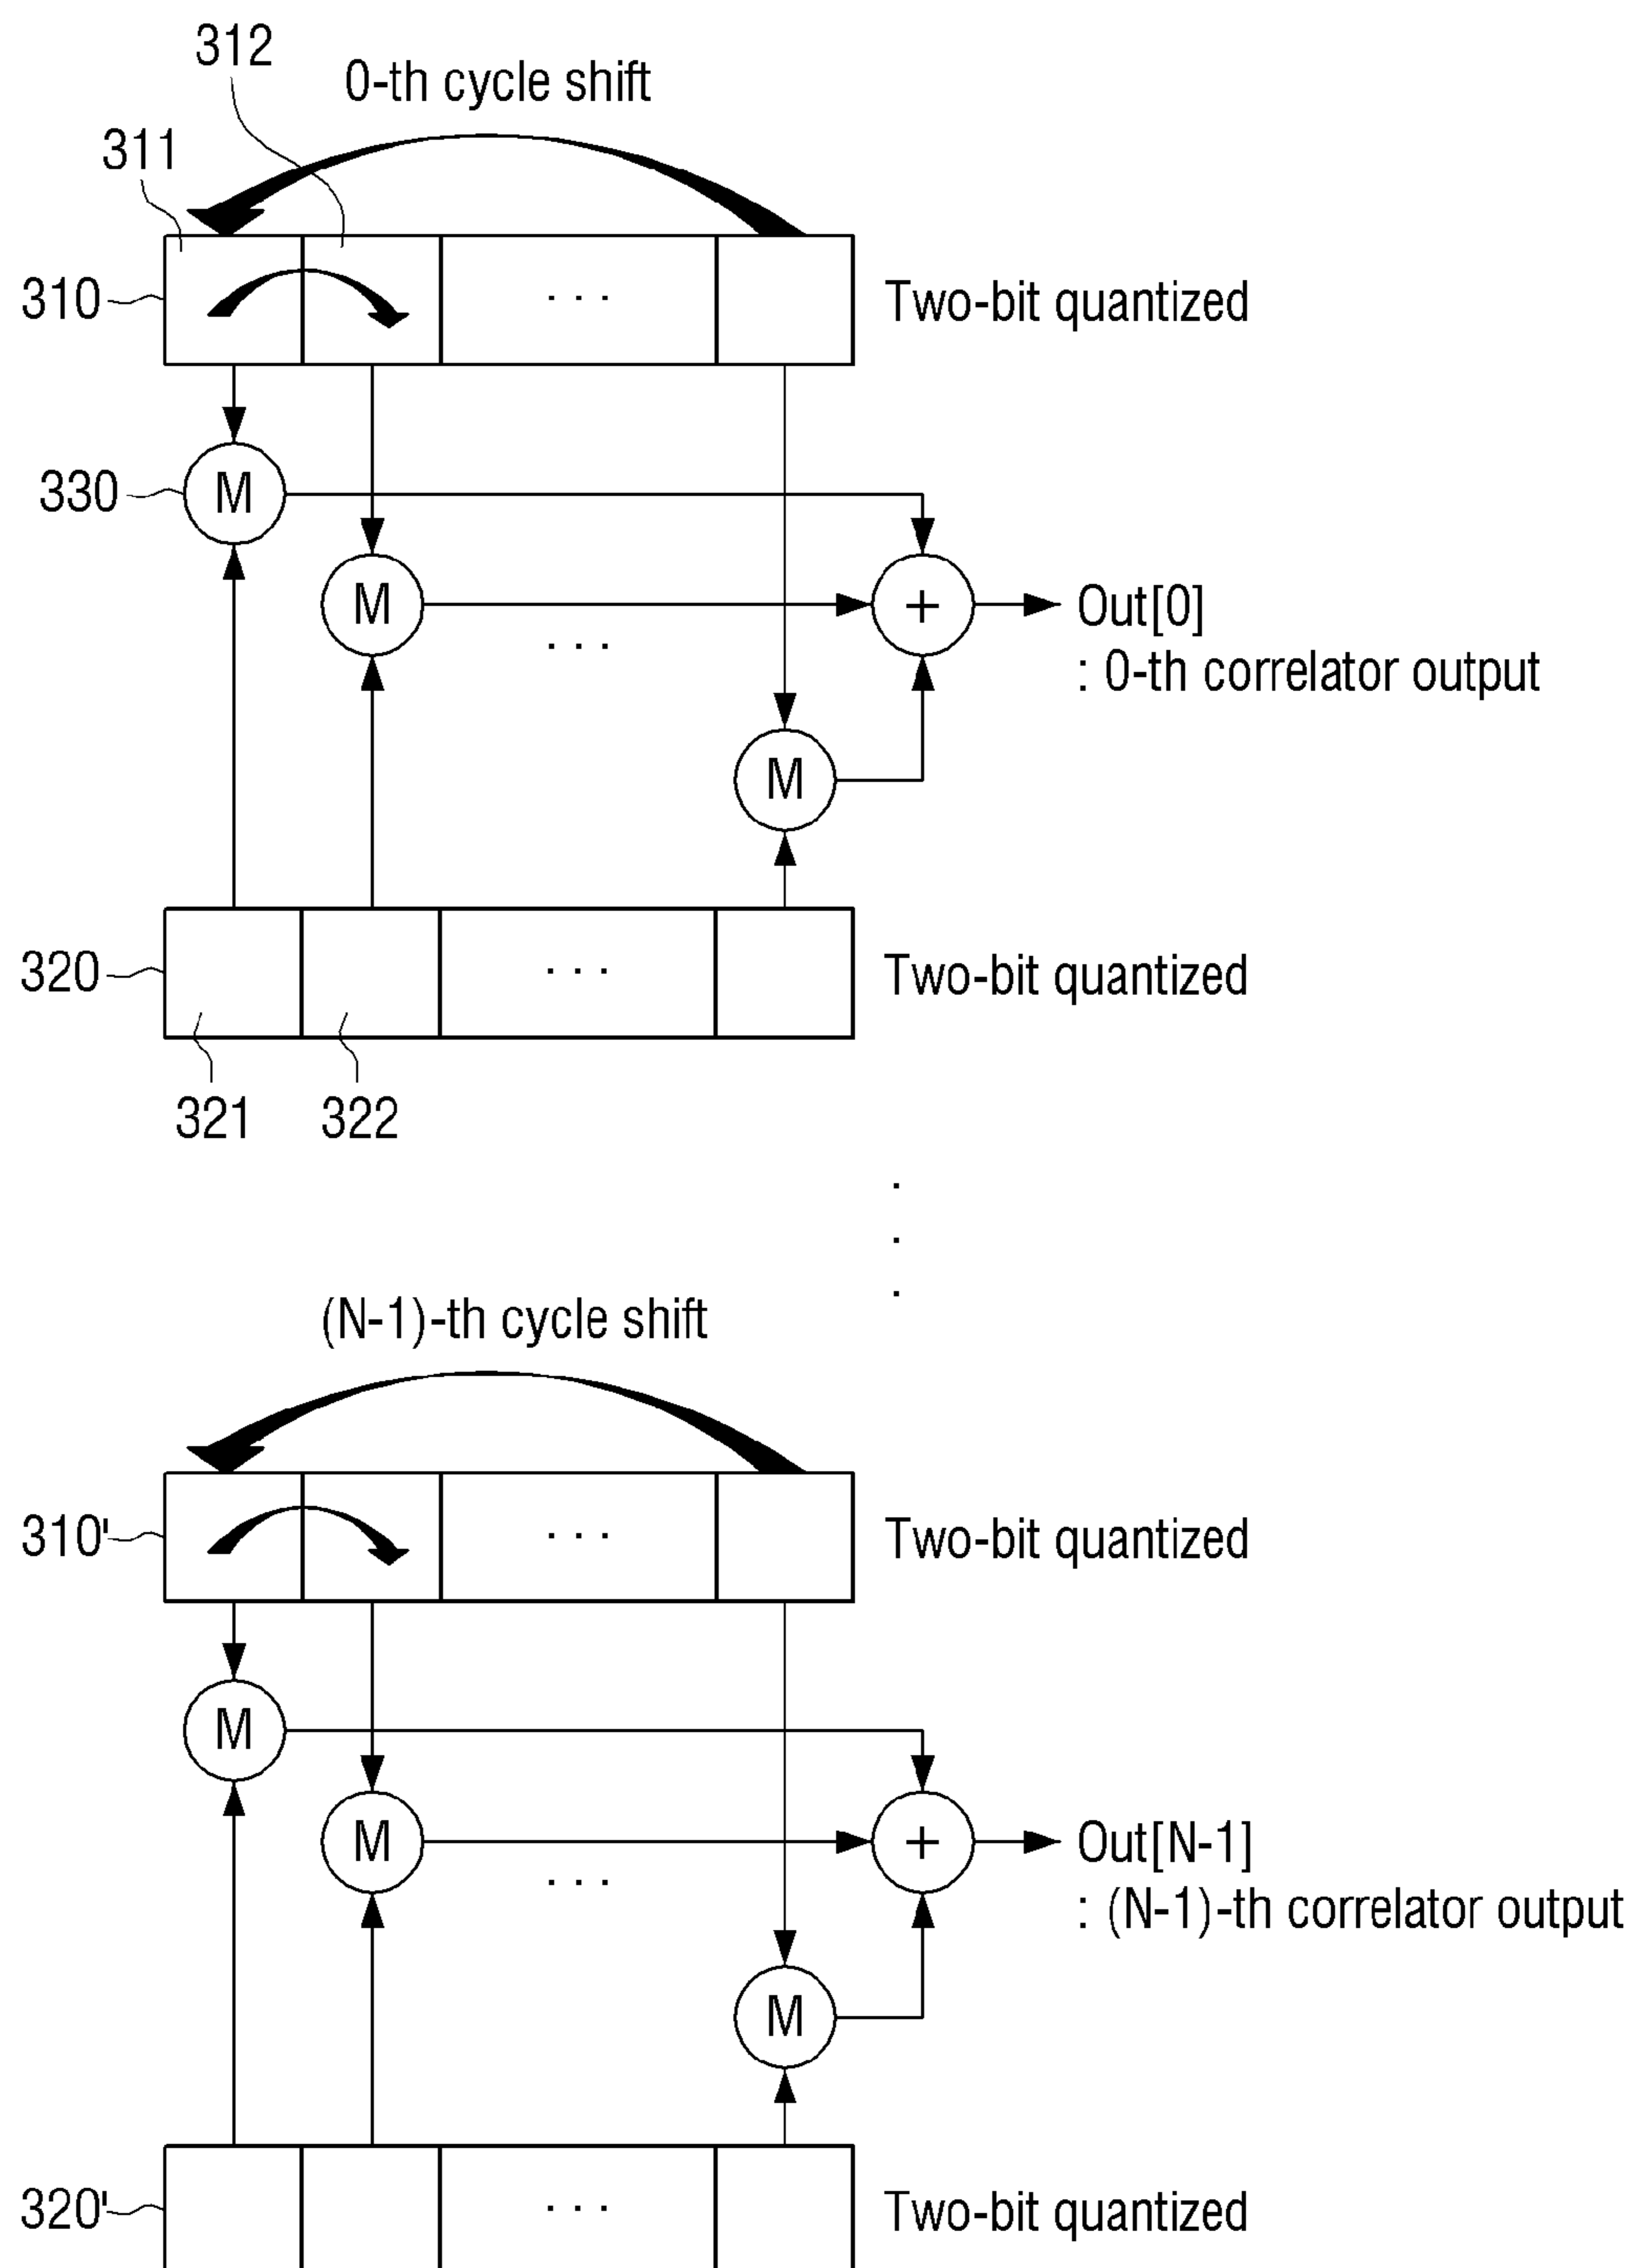 312
0-th cycle shift
311
310
. . .
Two-bit quantized
330
M
M
+
Out[0]
. . .
: 0-th correlator output
M
320
. . .
Two-bit quantized
321
322
.
.
.
(N-1)-th cycle shift
310'
. . .
Two-bit quantized
M
M
+
Out[N-1]
. . .
: (N-1)-th correlator output
M
320'
. . .
Two-bit quantized